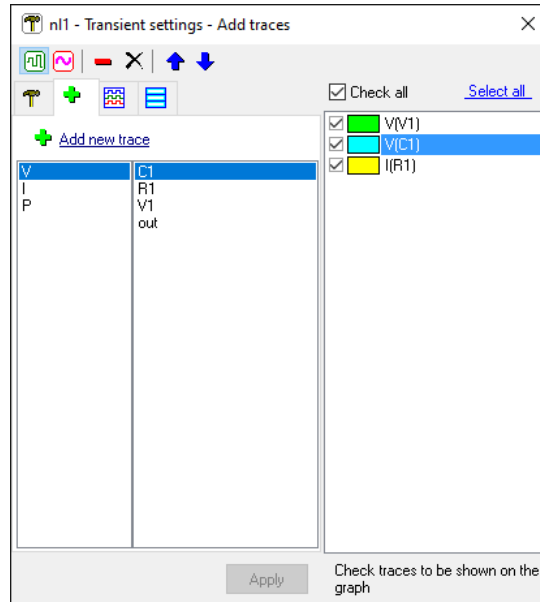 nl1 - Transient settings - Add traces
Check all
Select all
Add new trace
V
I
P
C1
R1
V1
out
V(V1)
V(C1)
I(R1)
Apply
Check traces to be shown on the
graph